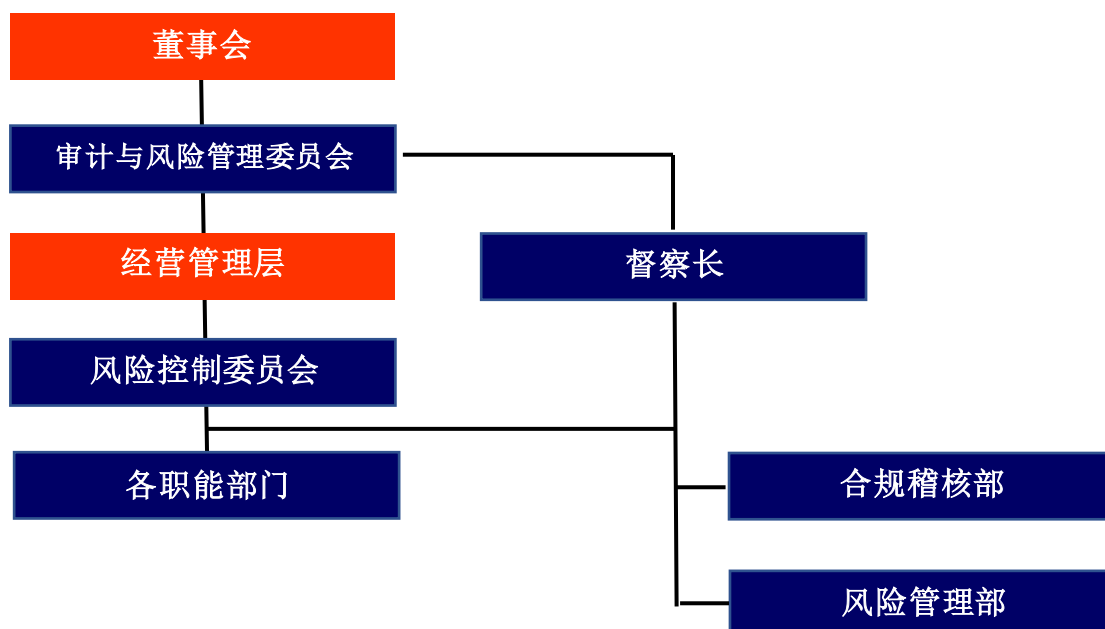 董事会
审计与风险管理委员会
经营管理层
督察长
风险控制委员会
各职能部门
合规稽核部
风险管理部